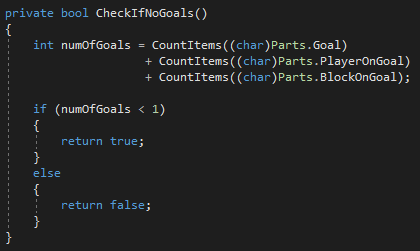 private bool CheckIfNoGoals()
{
    int numOfGoals = CountItems((char)Parts.Goal)
                   + CountItems((char)Parts.PlayerOnGoal)
                   + CountItems((char)Parts.BlockOnGoal);

    if (numOfGoals < 1)
    {
        return true;
    }
    else
    {
        return false;
    }
}